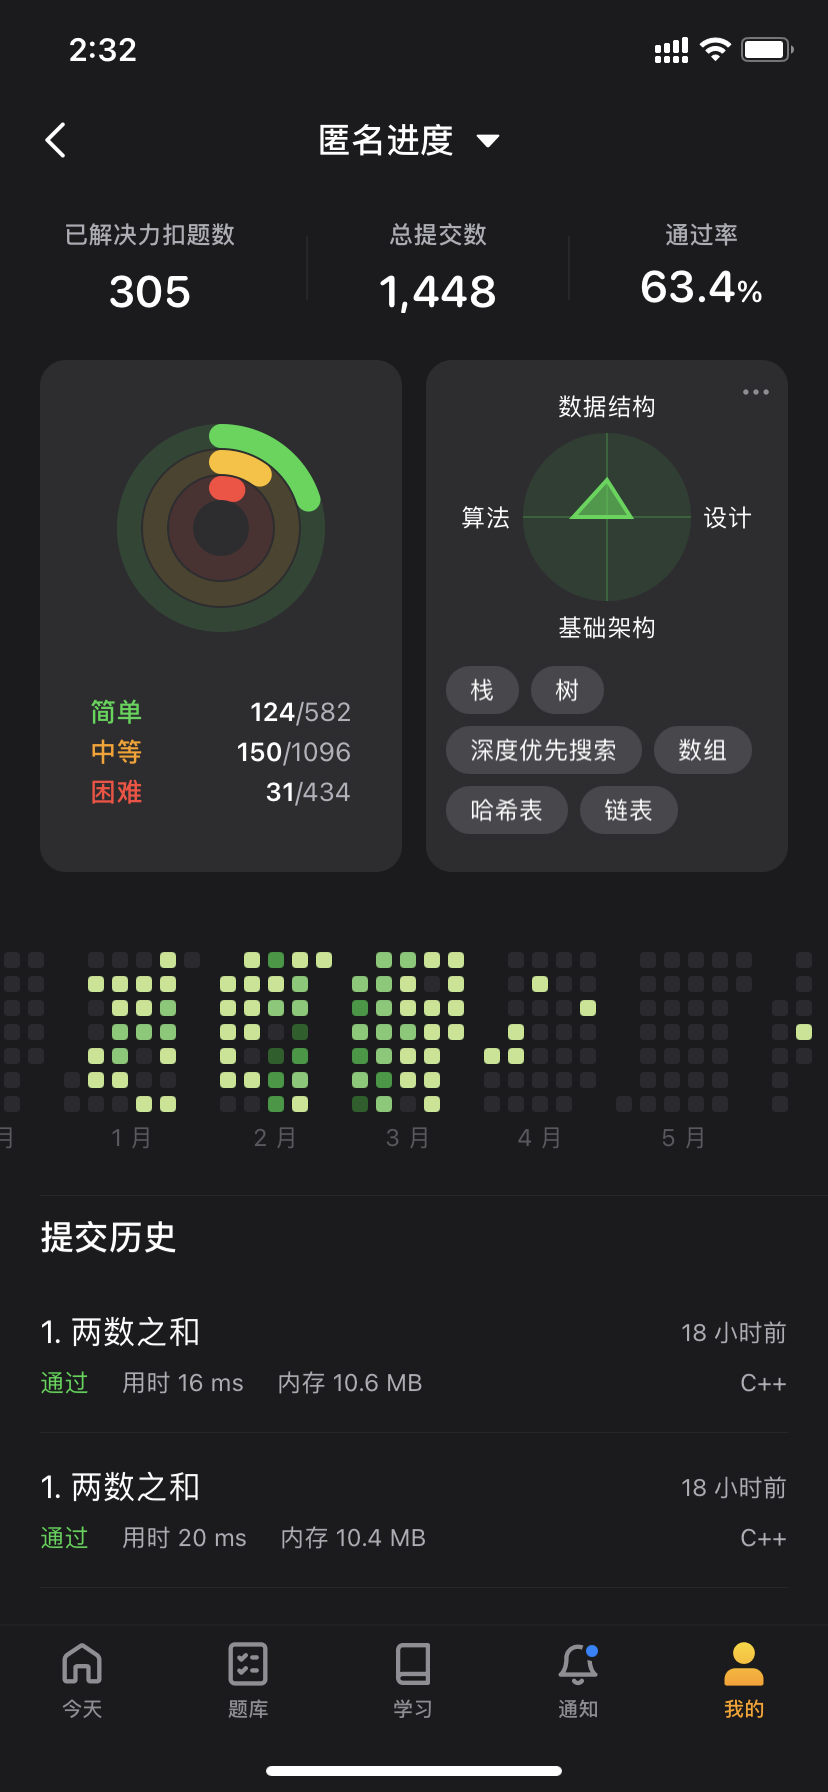 2:32
匿名进度
已解决力扣题数
总提交数
通过率
305
1,448
63.4%
简单 124/582
中等 150/1096
困难 31/434
数据结构
算法
设计
基础架构
栈
树
深度优先搜索
数组
哈希表
链表
月
1 月
2 月
3 月
4 月
5 月
提交历史
1. 两数之和
18 小时前
通过 用时 16 ms 内存 10.6 MB
C++
1. 两数之和
18 小时前
通过 用时 20 ms 内存 10.4 MB
C++
今天
题库
学习
通知
我的